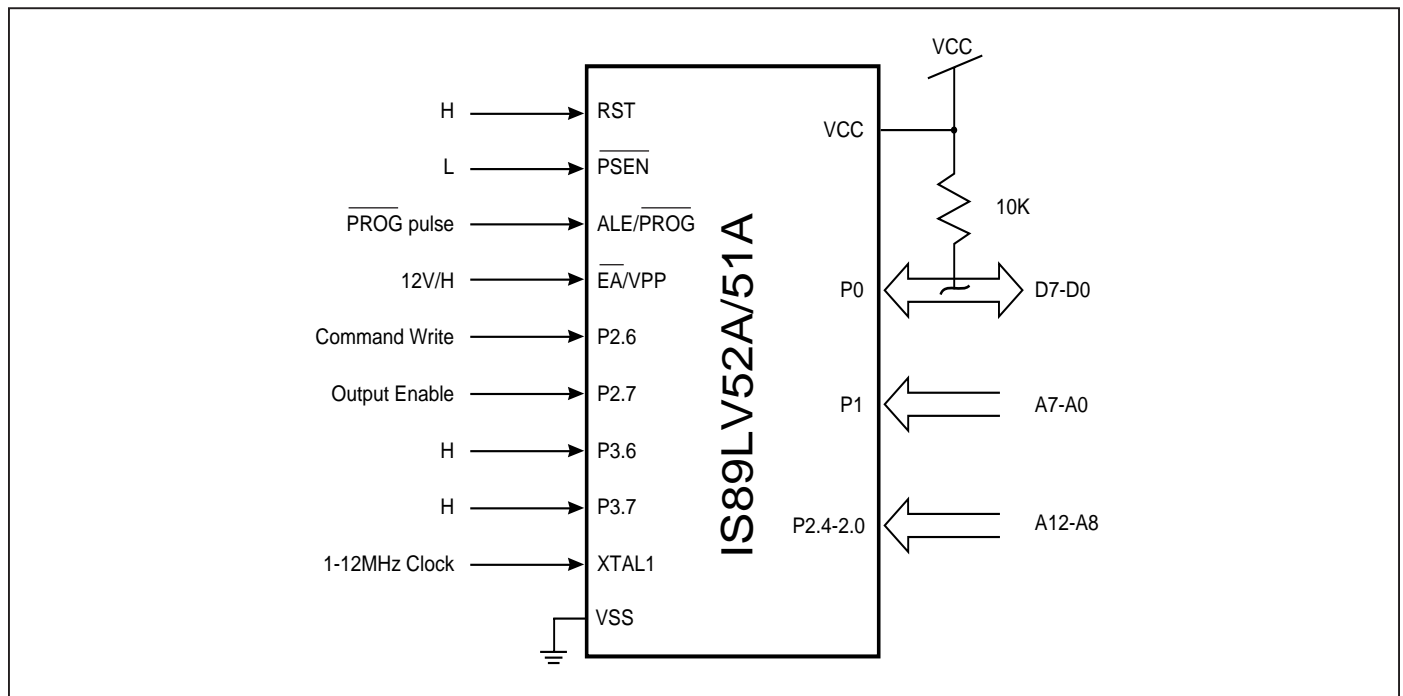 VCC
H
RST
VCC
L
PSEN
10K
PROG pulse
ALE/PROG
12V/H
EA/VPP
P0
D7-D0
Command Write
P2.6
Output Enable
P2.7
P1
A7-A0
H
P3.6
H
P3.7
P2.4-2.0
A12-A8
1-12MHz Clock
XTAL1
VSS
IS89LV52A/51A